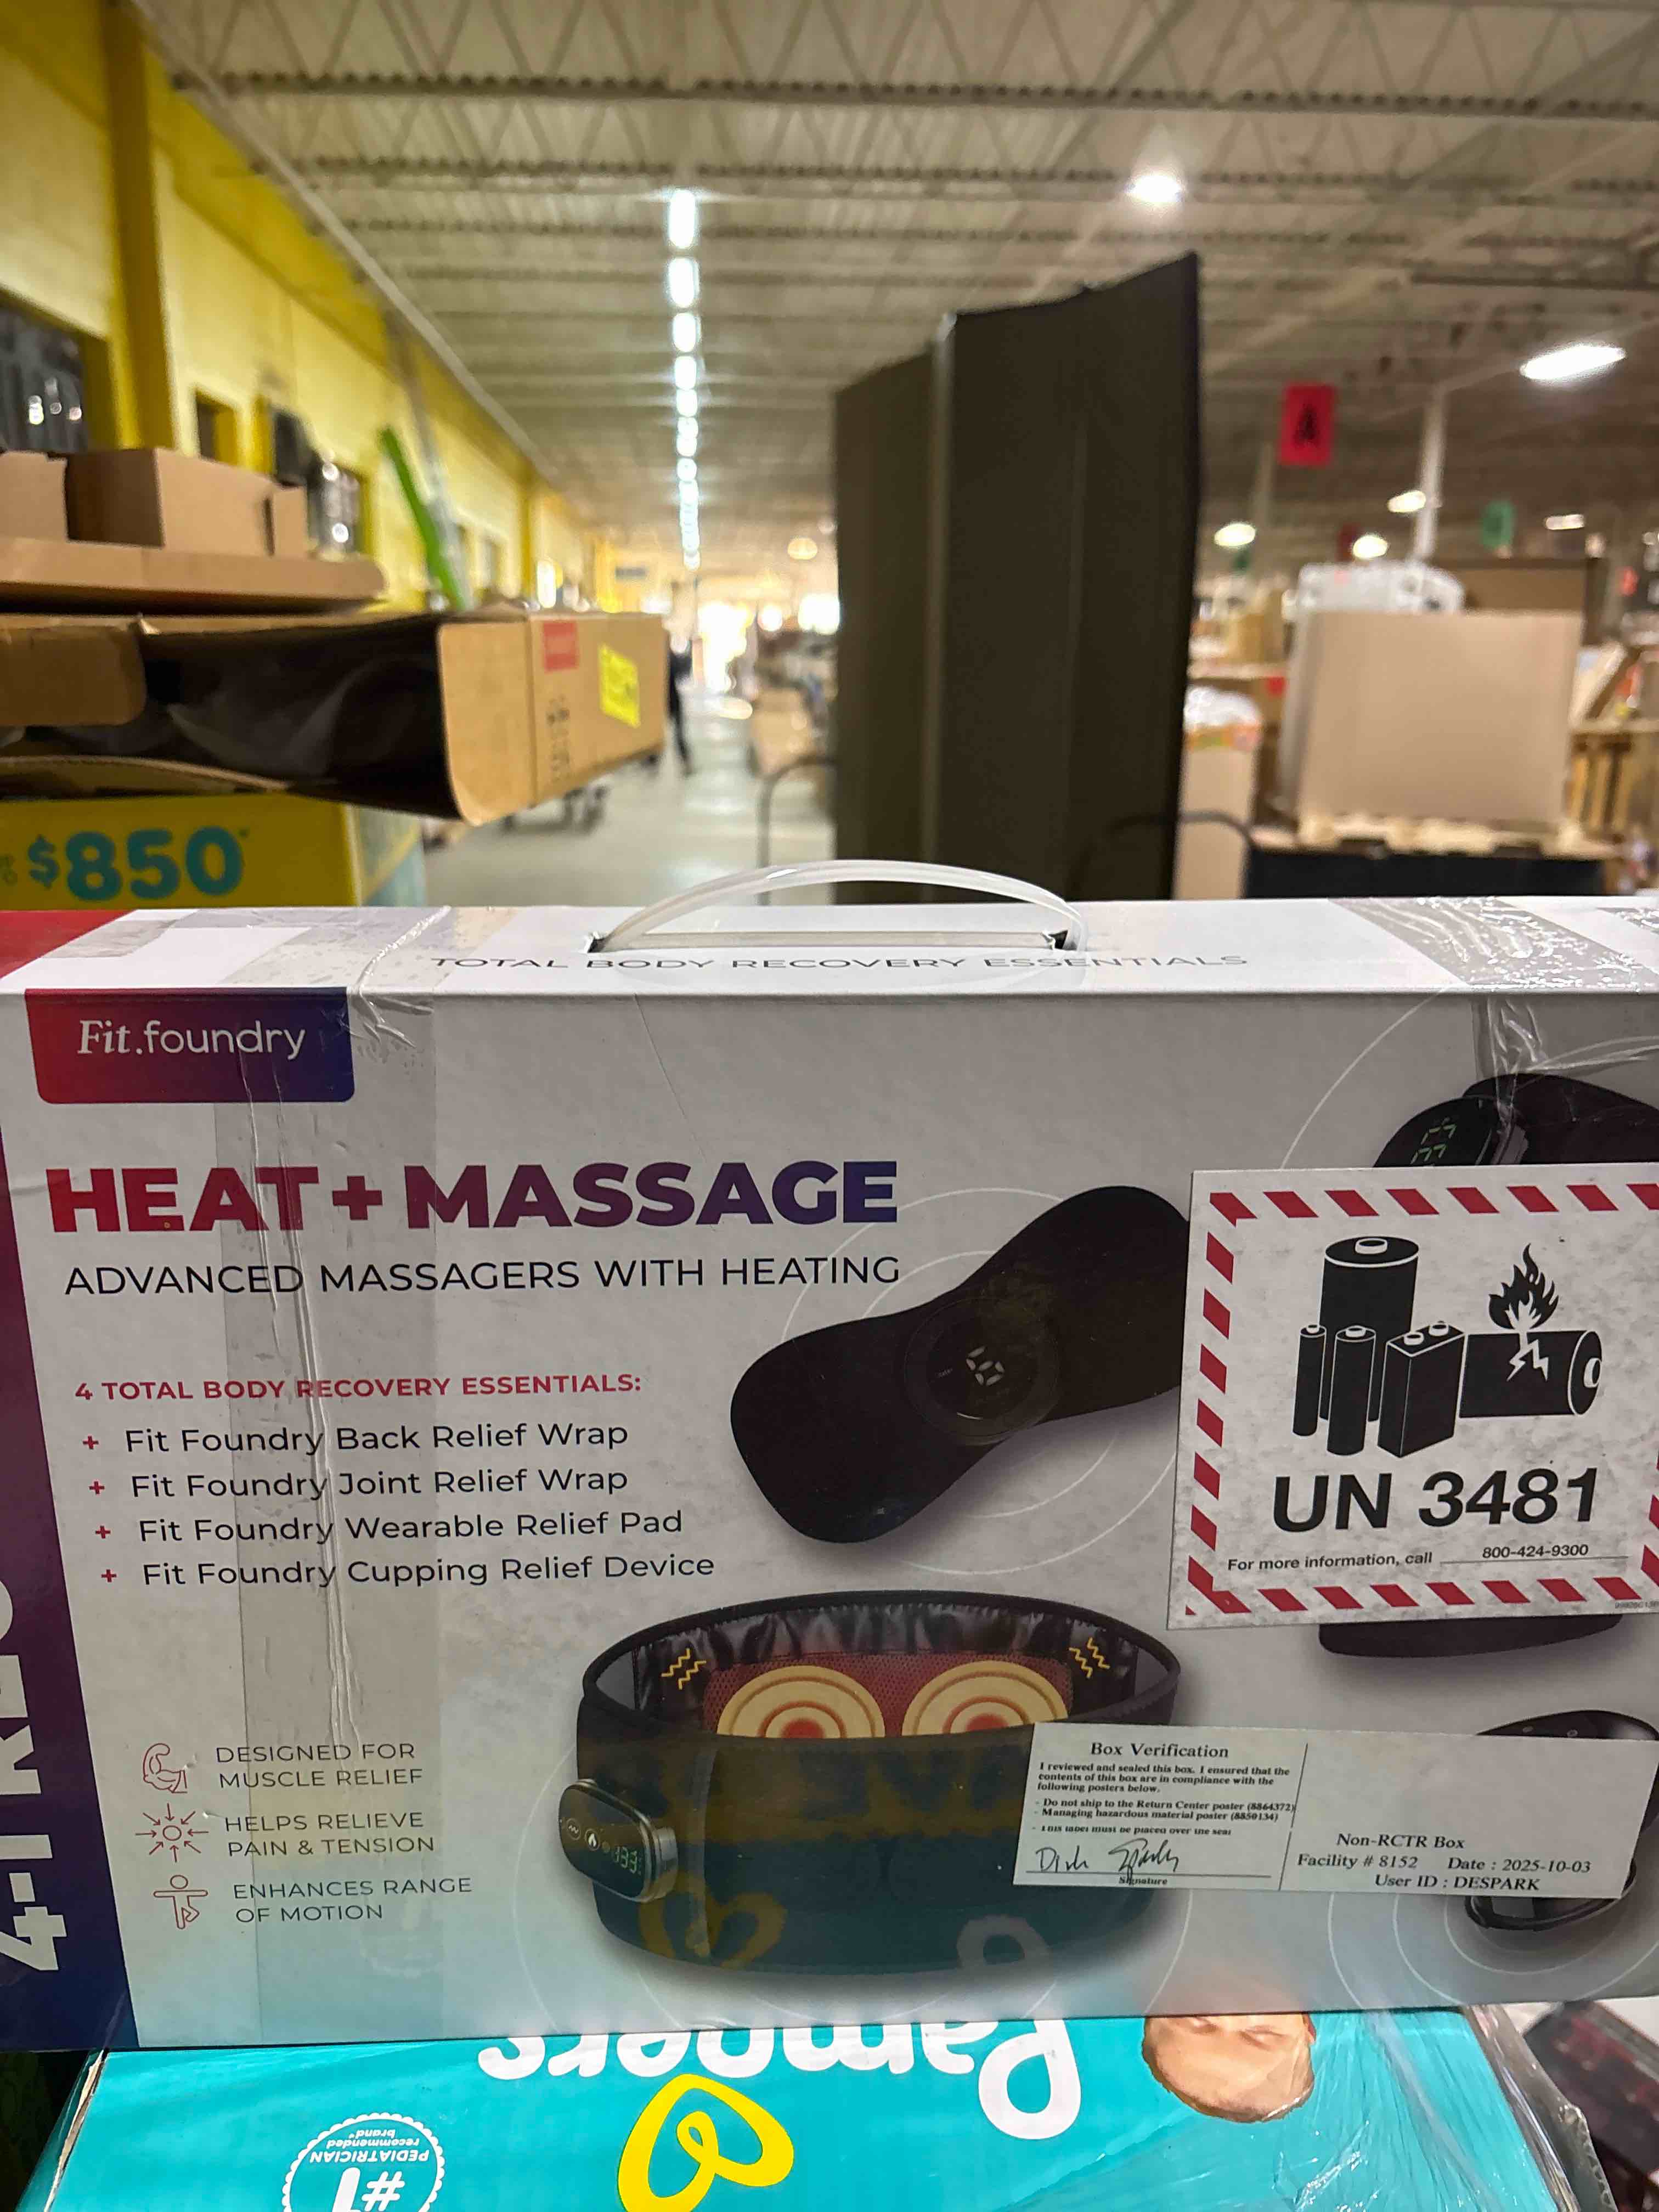 A
$850*
TOTAL BODY RECOVERY ESSENTIALS
Fit.foundry
HEAT+MASSAGE
ADVANCED MASSAGERS WITH HEATING
4 TOTAL BODY RECOVERY ESSENTIALS:
+ Fit Foundry Back Relief Wrap
+ Fit Foundry Joint Relief Wrap
+ Fit Foundry Wearable Relief Pad
+ Fit Foundry Cupping Relief Device
DESIGNED FOR
MUSCLE RELIEF
HELPS RELIEVE
PAIN & TENSION
ENHANCES RANGE
OF MOTION
UN 3481
For more information, call 800-424-9300
Box Verification
I reviewed and sealed this box. I ensured that the
contents of this box are in compliance with the
following posters below.
- Do not ship to the Return Center poster (8864372)
- Managing hazardous material poster (8850134)
- This label must be placed over the seal
Signature
Non-RCTR Box
Facility # 8152 Date : 2025-10-03
User ID : DESPARK
Pampers
#1
PEDIATRICIAN
recommended
brand*